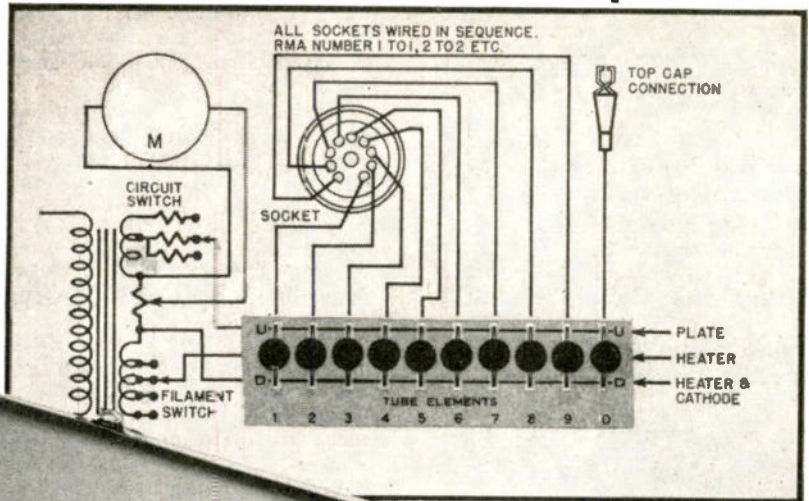 ALL SOCKETS WIRED IN SEQUENCE.
RMA NUMBER 1 TO 1, 2 TO 2 ETC.
TOP CAP
CONNECTION
M
CIRCUIT
SWITCH
SOCKET
U
U
PLATE
HEATER
D
D
HEATER &
CATHODE
FILAMENT
SWITCH
TUBE ELEMENTS
1 2 3 4 5 6 7 8 9 0